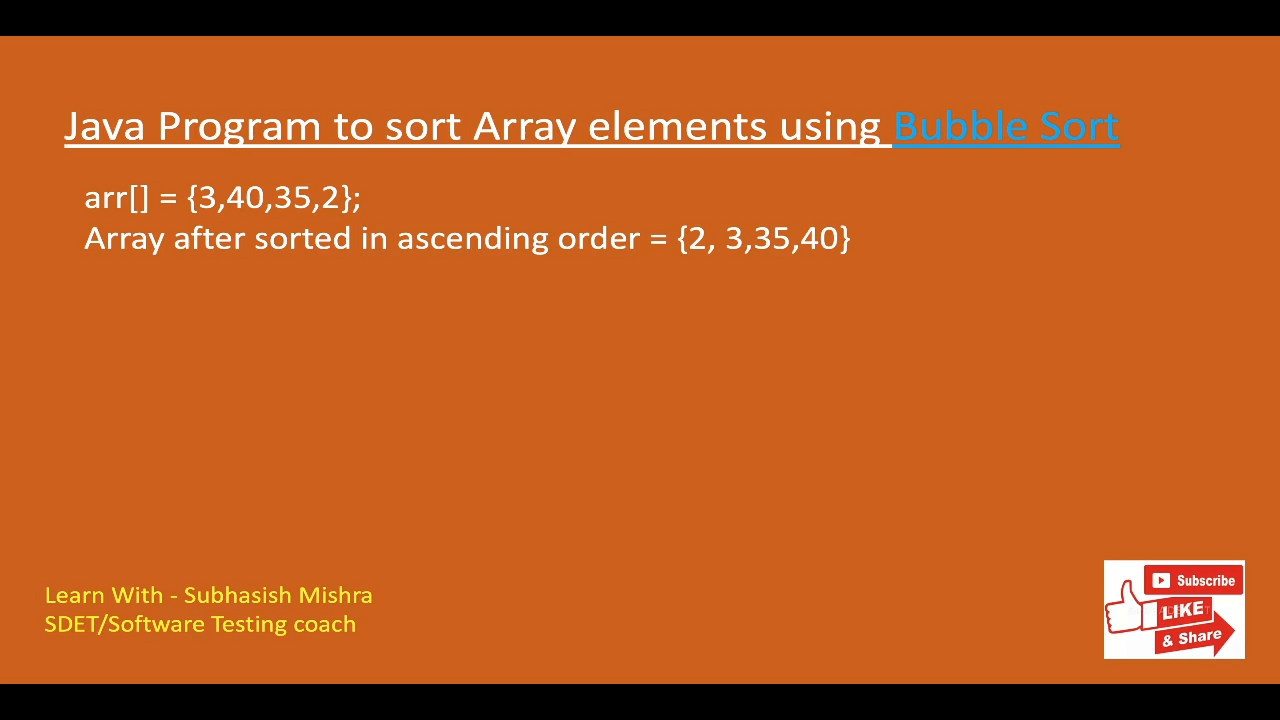 Java Program to sort Array elements using Bubble Sort
arr[] = {3,40,35,2};
Array after sorted in ascending order = {2, 3,35,40}
Learn With - Subhasish Mishra
SDET/Software Testing coach
Subscribe
LIKE
& Share